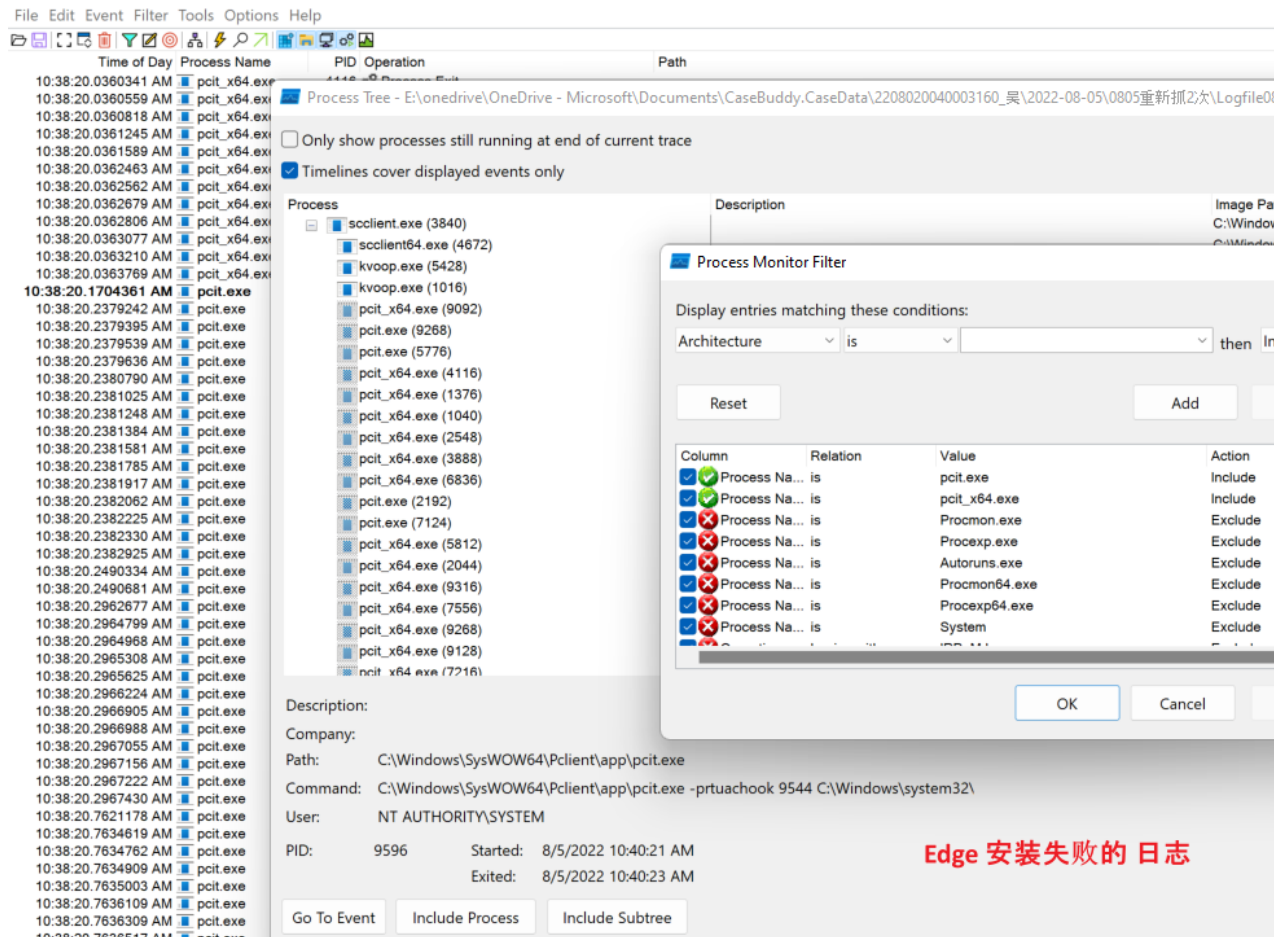 File Edit Event Filter Tools Options Help
Time of Day Process Name PID Operation Path
10:38:20.0360341 AM pcit_x64.exe
10:38:20.0360559 AM pcit_x64.ex
10:38:20.0360818 AM pcit_x64.ex
10:38:20.0361245 AM pcit_x64.ex
10:38:20.0361589 AM pcit_x64.ex
10:38:20.0362463 AM pcit_x64.ex
10:38:20.0362562 AM pcit_x64.ex
10:38:20.0362679 AM pcit_x64.ex
10:38:20.0362806 AM pcit_x64.ex
10:38:20.0363077 AM pcit_x64.ex
10:38:20.0363210 AM pcit_x64.ex
10:38:20.0363769 AM pcit_x64.ex
10:38:20.1704361 AM pcit.exe
10:38:20.2379242 AM pcit.exe
10:38:20.2379395 AM pcit.exe
10:38:20.2379539 AM pcit.exe
10:38:20.2379636 AM pcit.exe
10:38:20.2380790 AM pcit.exe
10:38:20.2381025 AM pcit.exe
10:38:20.2381248 AM pcit.exe
10:38:20.2381384 AM pcit.exe
10:38:20.2381581 AM pcit.exe
10:38:20.2381785 AM pcit.exe
10:38:20.2381917 AM pcit.exe
10:38:20.2382062 AM pcit.exe
10:38:20.2382225 AM pcit.exe
10:38:20.2382330 AM pcit.exe
10:38:20.2382925 AM pcit.exe
10:38:20.2490334 AM pcit.exe
10:38:20.2490681 AM pcit.exe
10:38:20.2962677 AM pcit.exe
10:38:20.2964799 AM pcit.exe
10:38:20.2964968 AM pcit.exe
10:38:20.2965308 AM pcit.exe
10:38:20.2965625 AM pcit.exe
10:38:20.2966224 AM pcit.exe
10:38:20.2966905 AM pcit.exe
10:38:20.2966988 AM pcit.exe
10:38:20.2967055 AM pcit.exe
10:38:20.2967156 AM pcit.exe
10:38:20.2967222 AM pcit.exe
10:38:20.2967430 AM pcit.exe
10:38:20.7621178 AM pcit.exe
10:38:20.7634619 AM pcit.exe
10:38:20.7634762 AM pcit.exe
10:38:20.7634909 AM pcit.exe
10:38:20.7635003 AM pcit.exe
10:38:20.7636109 AM pcit.exe
10:38:20.7636309 AM pcit.exe
Process Tree - E:\onedrive\OneDrive - Microsoft\Documents\CaseBuddy.CaseData\2208020040003160_吴\2022-08-05\0805重新抓2次\Logfile08
Only show processes still running at end of current trace
Timelines cover displayed events only
Process Description Image Pa
scclient.exe (3840) C:\Windov
scclient64.exe (4672)
kvoop.exe (5428)
kvoop.exe (1016)
pcit_x64.exe (9092)
pcit.exe (9268)
pcit.exe (5776)
pcit_x64.exe (4116)
pcit_x64.exe (1376)
pcit_x64.exe (1040)
pcit_x64.exe (2548)
pcit_x64.exe (3888)
pcit_x64.exe (6836)
pcit.exe (2192)
pcit.exe (7124)
pcit_x64.exe (5812)
pcit_x64.exe (2044)
pcit_x64.exe (9316)
pcit_x64.exe (7556)
pcit_x64.exe (9268)
pcit_x64.exe (9128)
pcit_x64.exe (7216)
Description:
Company:
Path: C:\Windows\SysWOW64\Pclient\app\pcit.exe
Command: C:\Windows\SysWOW64\Pclient\app\pcit.exe -prtuachook 9544 C:\Windows\system32\
User: NT AUTHORITY\SYSTEM
PID: 9596 Started: 8/5/2022 10:40:21 AM
Exited: 8/5/2022 10:40:23 AM
Go To Event Include Process Include Subtree
Process Monitor Filter
Display entries matching these conditions:
Architecture is then In
Reset Add
Column Relation Value Action
Process Na... is pcit.exe Include
Process Na... is pcit_x64.exe Include
Process Na... is Procmon.exe Exclude
Process Na... is Procexp.exe Exclude
Process Na... is Autoruns.exe Exclude
Process Na... is Procmon64.exe Exclude
Process Na... is Procexp64.exe Exclude
Process Na... is System Exclude
OK Cancel
Edge 安装失败的 日志